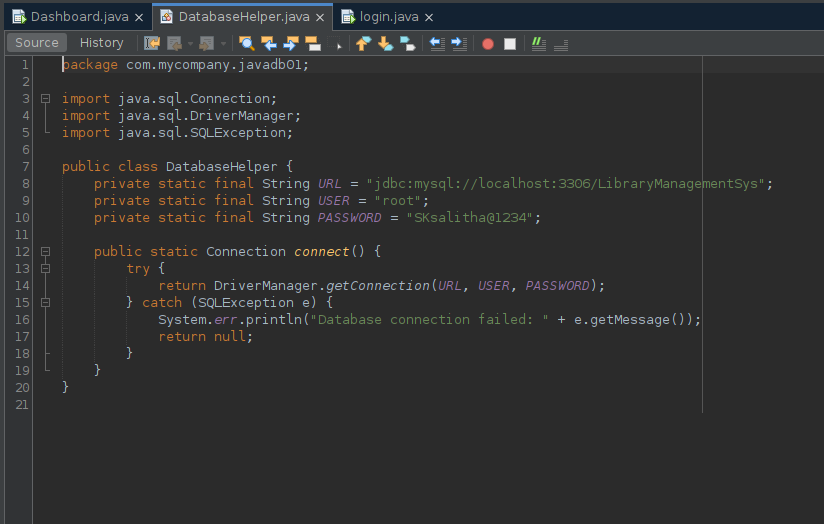 Dashboard.java × DatabaseHelper.java × login.java ×
Source History
1 package com.mycompany.javadb01;
2
3 import java.sql.Connection;
4 import java.sql.DriverManager;
5 import java.sql.SQLException;
6
7 public class DatabaseHelper {
8     private static final String URL = "jdbc:mysql://localhost:3306/LibraryManagementSys";
9     private static final String USER = "root";
10     private static final String PASSWORD = "SKsalitha@1234";
11
12     public static Connection connect() {
13         try {
14             return DriverManager.getConnection(URL, USER, PASSWORD);
15         } catch (SQLException e) {
16             System.err.println("Database connection failed: " + e.getMessage());
17             return null;
18         }
19     }
20 }
21